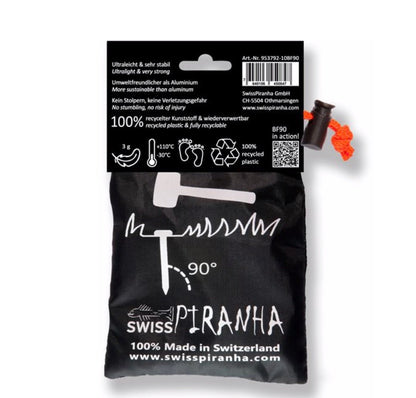 Ultraleicht & sehr stabil
Ultralight & very strong
Umweltfreundlicher als Aluminium
More sustainable than aluminum
Kein Stolpern, keine Verletzungsgefahr
No stumbling, no risk of injury
100% recycelter Kunststoff & wiederverwertbar
recycled plastic & fully recyclable
Art.-Nr. 953792-10BF90
SwissPiranha GmbH
CH-5504 Othmarsingen
swisspiranha.com
BF90
in action!
3 g
+110°C
-30°C
100%
recycled
plastic
90°
SWISS PIRANHA
100% Made in Switzerland
www.swisspiranha.com